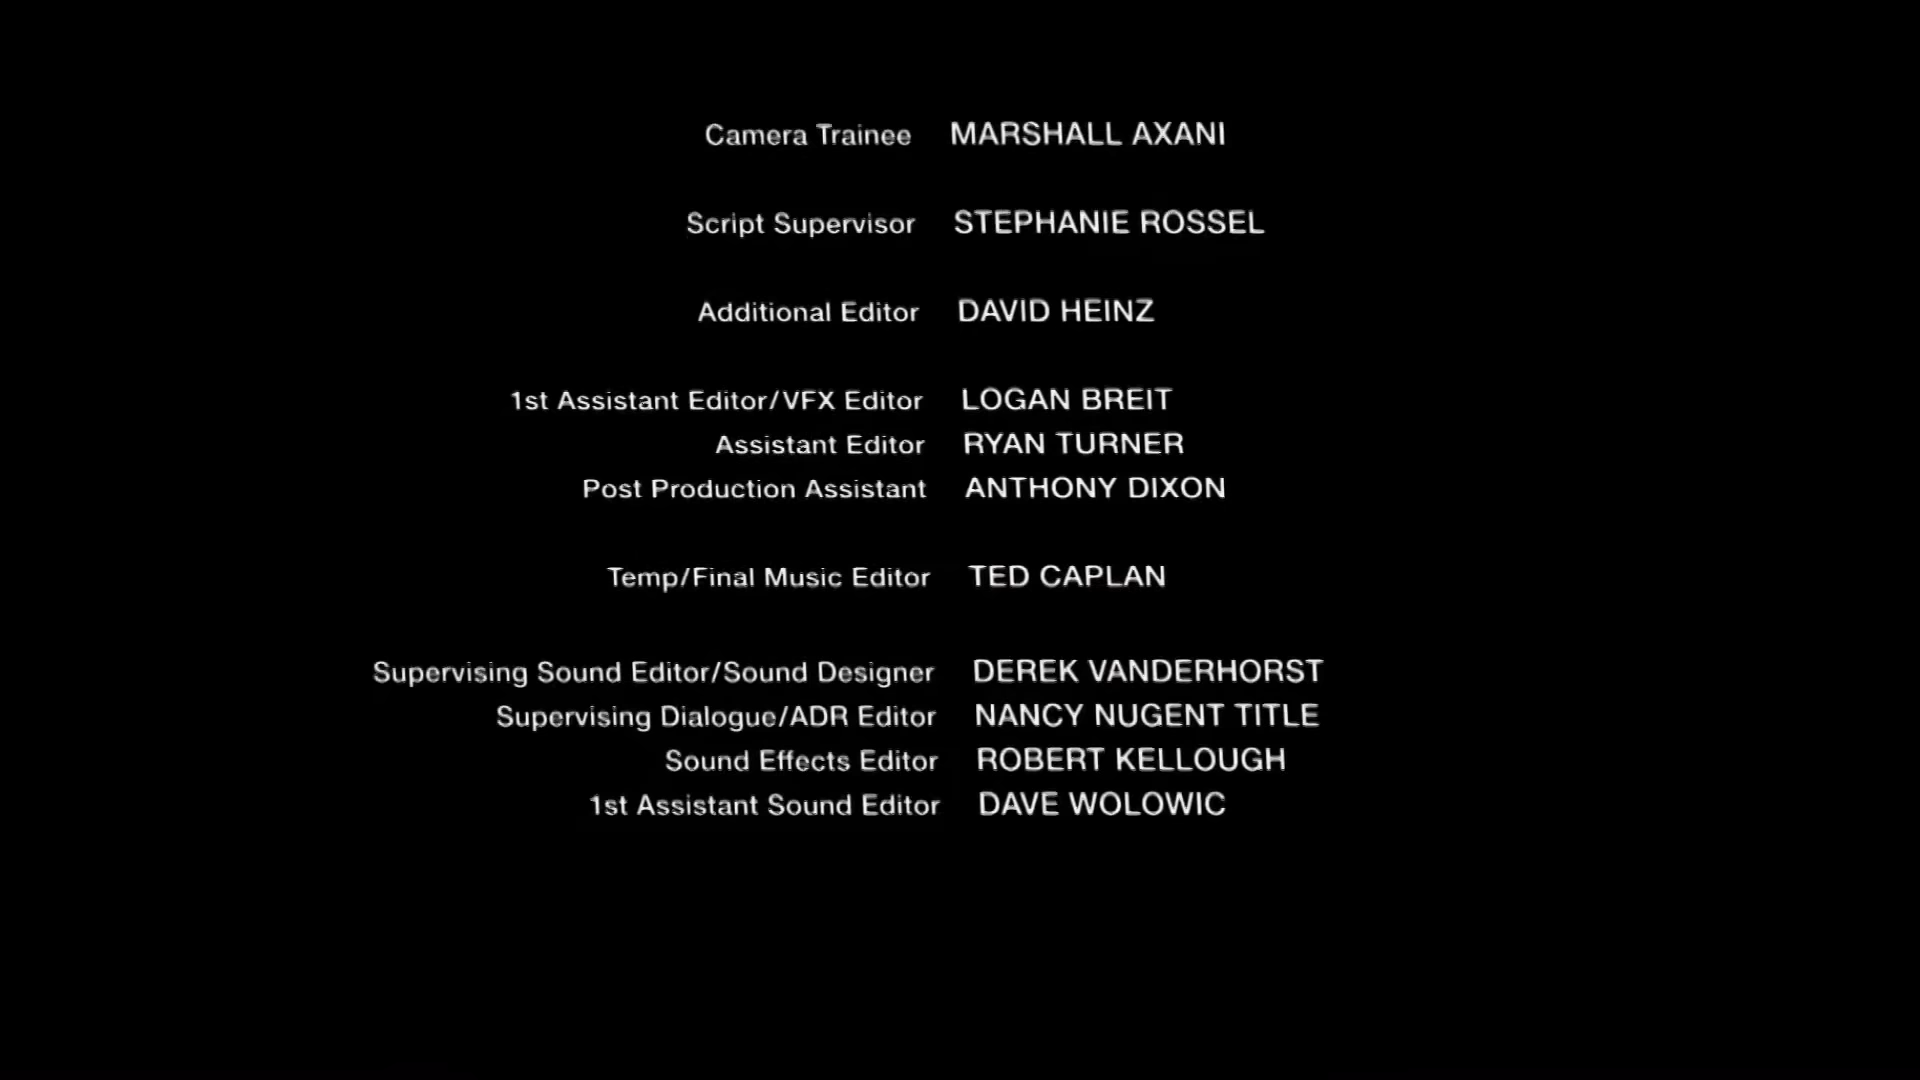 Camera Trainee MARSHALL AXANI
Script Supervisor STEPHANIE ROSSEL
Additional Editor DAVID HEINZ
1st Assistant Editor/VFX Editor LOGAN BREIT
Assistant Editor RYAN TURNER
Post Production Assistant ANTHONY DIXON
Temp/Final Music Editor TED CAPLAN
Supervising Sound Editor/Sound Designer DEREK VANDERHORST
Supervising Dialogue/ADR Editor NANCY NUGENT TITLE
Sound Effects Editor ROBERT KELLOUGH
1st Assistant Sound Editor DAVE WOLOWIC